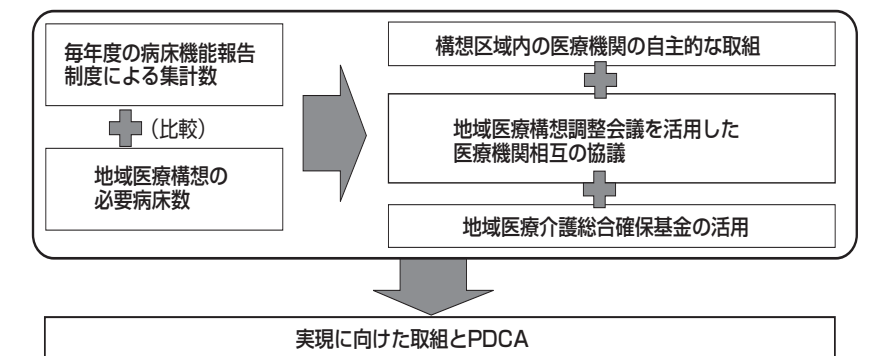 毎年度の病床機能報告
制度による集計数
（比較）
地域医療構想の
必要病床数
構想区域内の医療機関の自主的な取組
地域医療構想調整会議を活用した
医療機関相互の協議
地域医療介護総合確保基金の活用
実現に向けた取組とPDCA